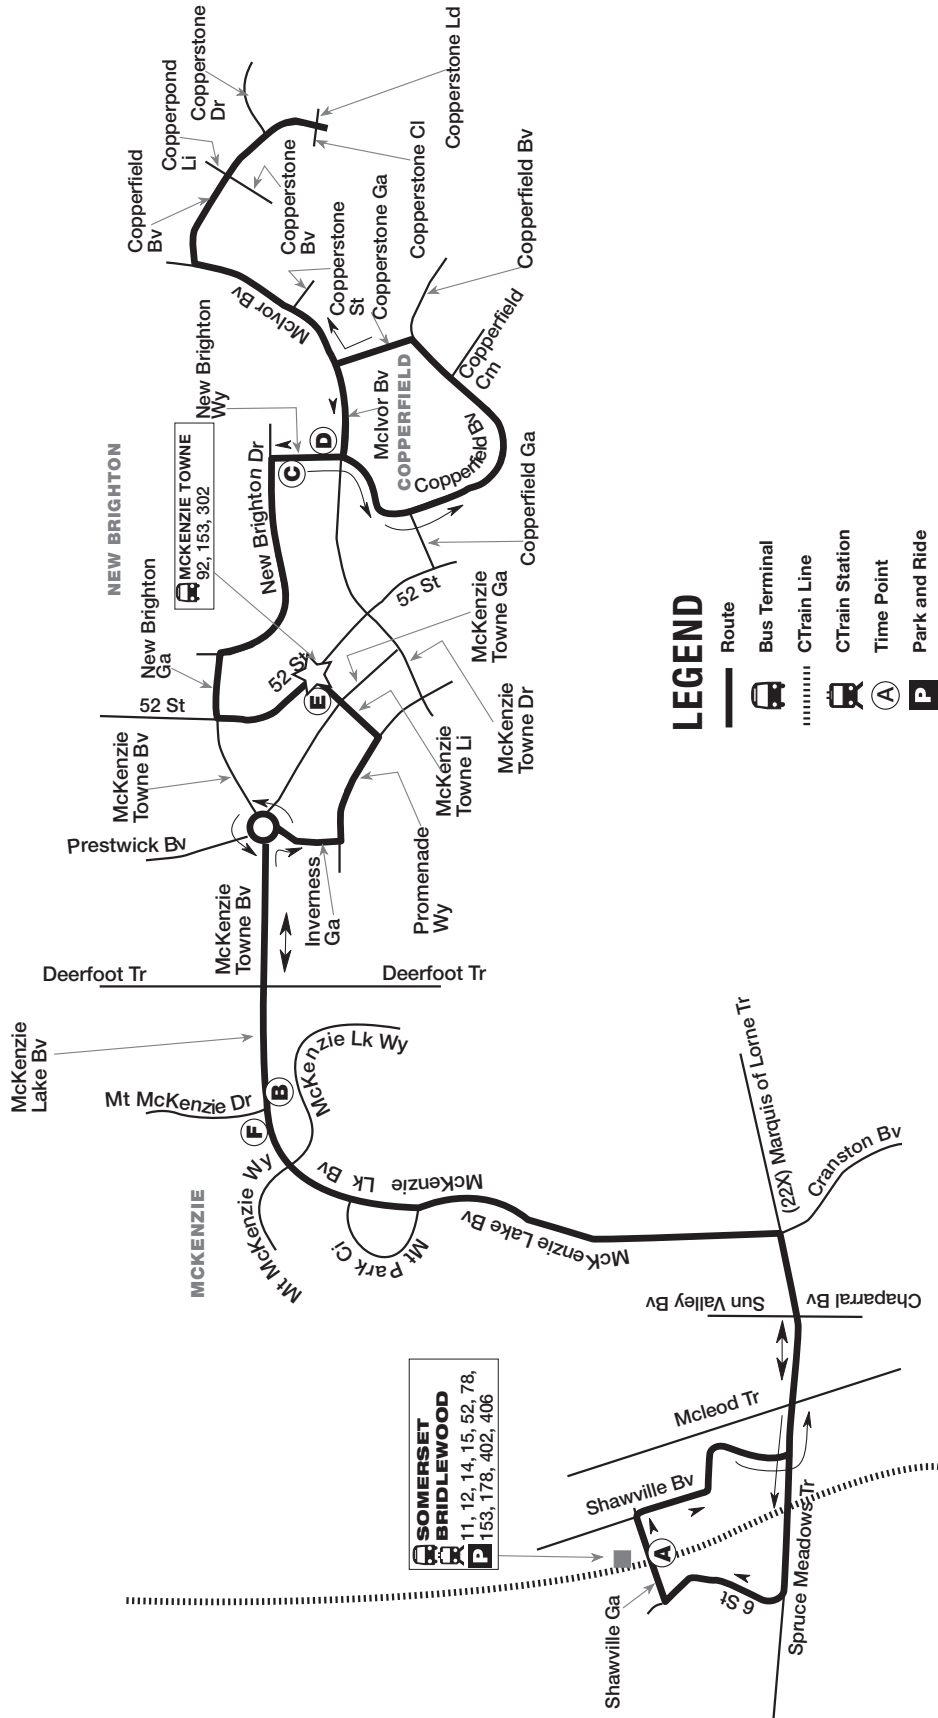 Copperstone
Dr
Copperpond
Li
Copperfield
Bv
Copperstone
Bv
Copperstone Ld
Copperstone Cl
Copperstone
St
Copperstone Ga
Copperfield Bv
Copperfield
Cm
McIvor Bv
New Brighton
Wy
McIvor Bv
COPPERFIELD
Copperfield Bv
Copperfield Ga
NEW BRIGHTON
MCKENZIE TOWNE
92, 153, 302
New Brighton Dr
C
D
New Brighton
Ga
52 St
52 St
52 St
E
McKenzie
Towne Ga
McKenzie
Towne Dr
McKenzie
Towne Li
McKenzie
Towne Bv
Prestwick Bv
Promenade
Wy
Inverness
Ga
McKenzie
Towne Bv
Deerfoot Tr
Deerfoot Tr
McKenzie
Lake Bv
Mt McKenzie Dr
McKenzie Lk Wy
B
F
MCKENZIE
Mt McKenzie Wy
McKenzie Lk Bv
Mt Park Ci
McKenzie Lake Bv
(22X) Marquis of Lorne Tr
Cranston Bv
Sun Valley Bv
Chaparral Bv
Mcleod Tr
SOMERSET
BRIDLEWOOD
P
11, 12, 14, 15, 52, 78,
153, 178, 402, 406
Shawville Bv
A
Shawville Ga
6 St
Spruce Meadows Tr
LEGEND
Route
Bus Terminal
CTrain Line
CTrain Station
A
Time Point
P
Park and Ride